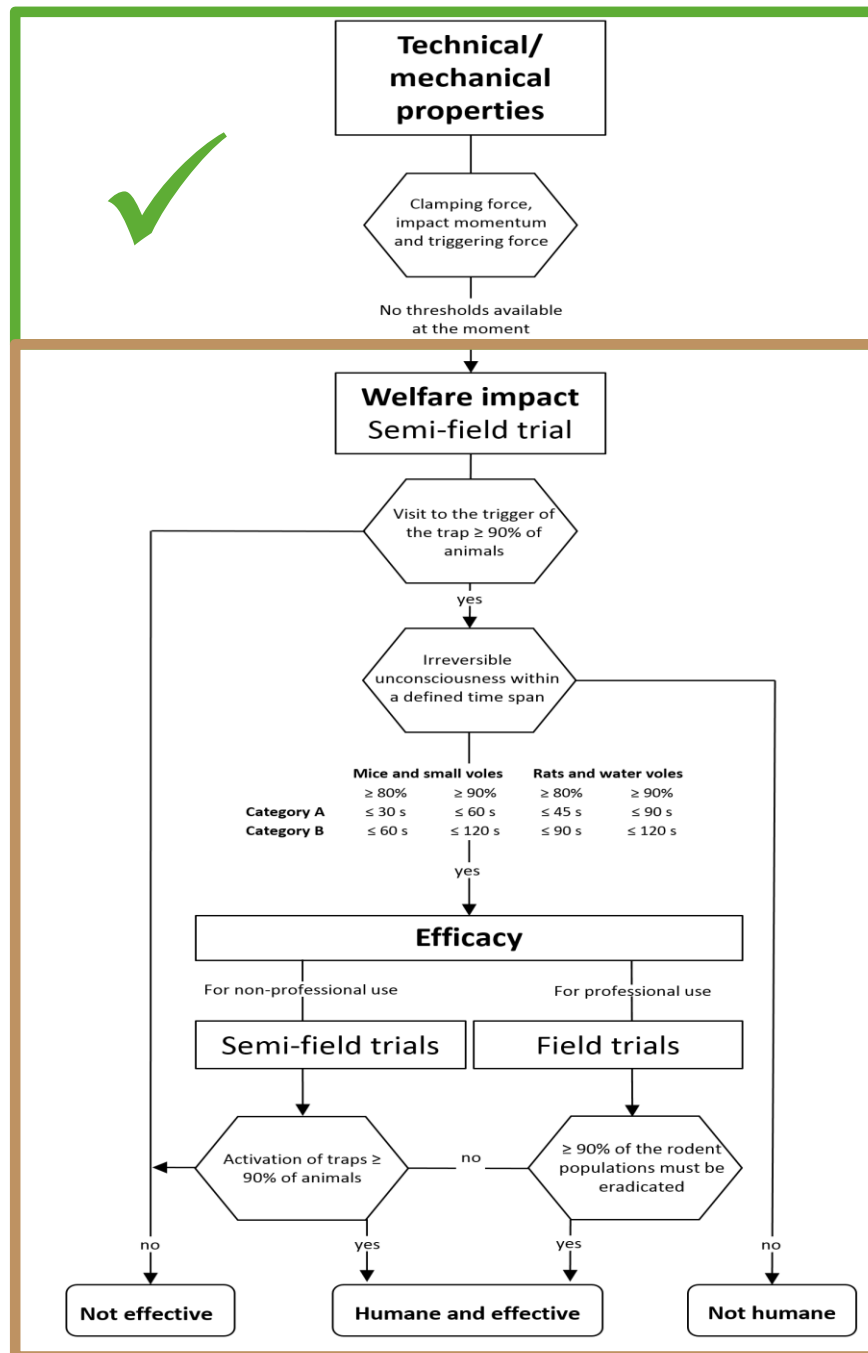 Technical/
mechanical
properties
Clamping force,
impact momentum
and triggering force
No thresholds available
at the moment
Welfare impact
Semi-field trial
Visit to the trigger of
the trap ≥ 90% of
animals
yes
Irreversible
unconsciousness within
a defined time span
Mice and small voles Rats and water voles
≥ 80% ≥ 90% ≥ 80% ≥ 90%
Category A ≤ 30 s ≤ 60 s ≤ 45 s ≤ 90 s
Category B ≤ 60 s ≤ 120 s ≤ 90 s ≤ 120 s
yes
Efficacy
For non-professional use For professional use
Semi-field trials Field trials
Activation of traps ≥
90% of animals
no
≥ 90% of the rodent
populations must be
eradicated
no yes yes no
Not effective Humane and effective Not humane